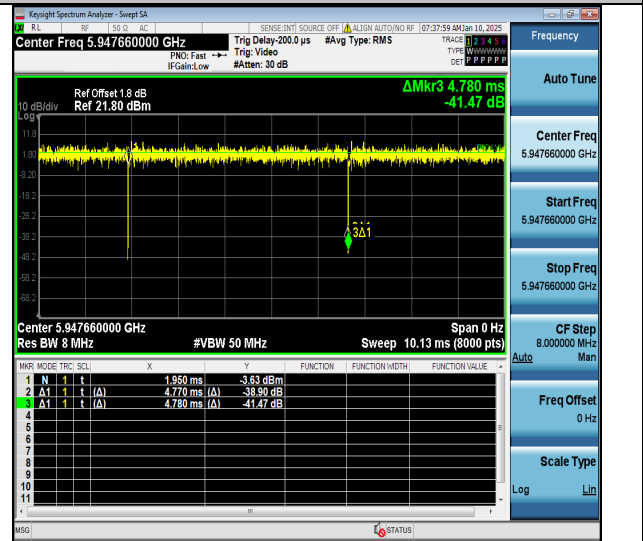 Keysight Spectrum Analyzer - Swept SA
RL RF 50 Ω AC SENSE:INT SOURCE OFF ALIGN AUTO/NO RF 07:37:59 AM Jan 10, 2025
Center Freq 5.947660000 GHz
PNO: Fast
IFGain:Low
Trig Delay-200.0 µs
Trig: Video
#Atten: 30 dB
#Avg Type: RMS
TRACE 1 2 3 4 5 6
TYPE W
DET P P P P P P
ΔMkr3 4.780 ms
-41.47 dB
Ref Offset 1.8 dB
10 dB/div Ref 21.80 dBm
Log
11.8
1.80
-8.20
-18.2
-28.2
-38.2
-48.2
-58.2
-68.2
3Δ1
Center 5.947660000 GHz Span 0 Hz
Res BW 8 MHz #VBW 50 MHz Sweep 10.13 ms (8000 pts)
MKR MODE TRC SCL X Y FUNCTION FUNCTION WIDTH FUNCTION VALUE
1 N 1 t 1.950 ms -3.63 dBm
2 Δ1 1 t (Δ) 4.770 ms (Δ) -38.90 dB
3 Δ1 1 t (Δ) 4.780 ms (Δ) -41.47 dB
4
5
6
7
8
9
10
11
MSG STATUS
Frequency
Auto Tune
Center Freq
5.947660000 GHz
Start Freq
5.947660000 GHz
Stop Freq
5.947660000 GHz
CF Step
8.000000 MHz
Auto Man
Freq Offset
0 Hz
Scale Type
Log Lin